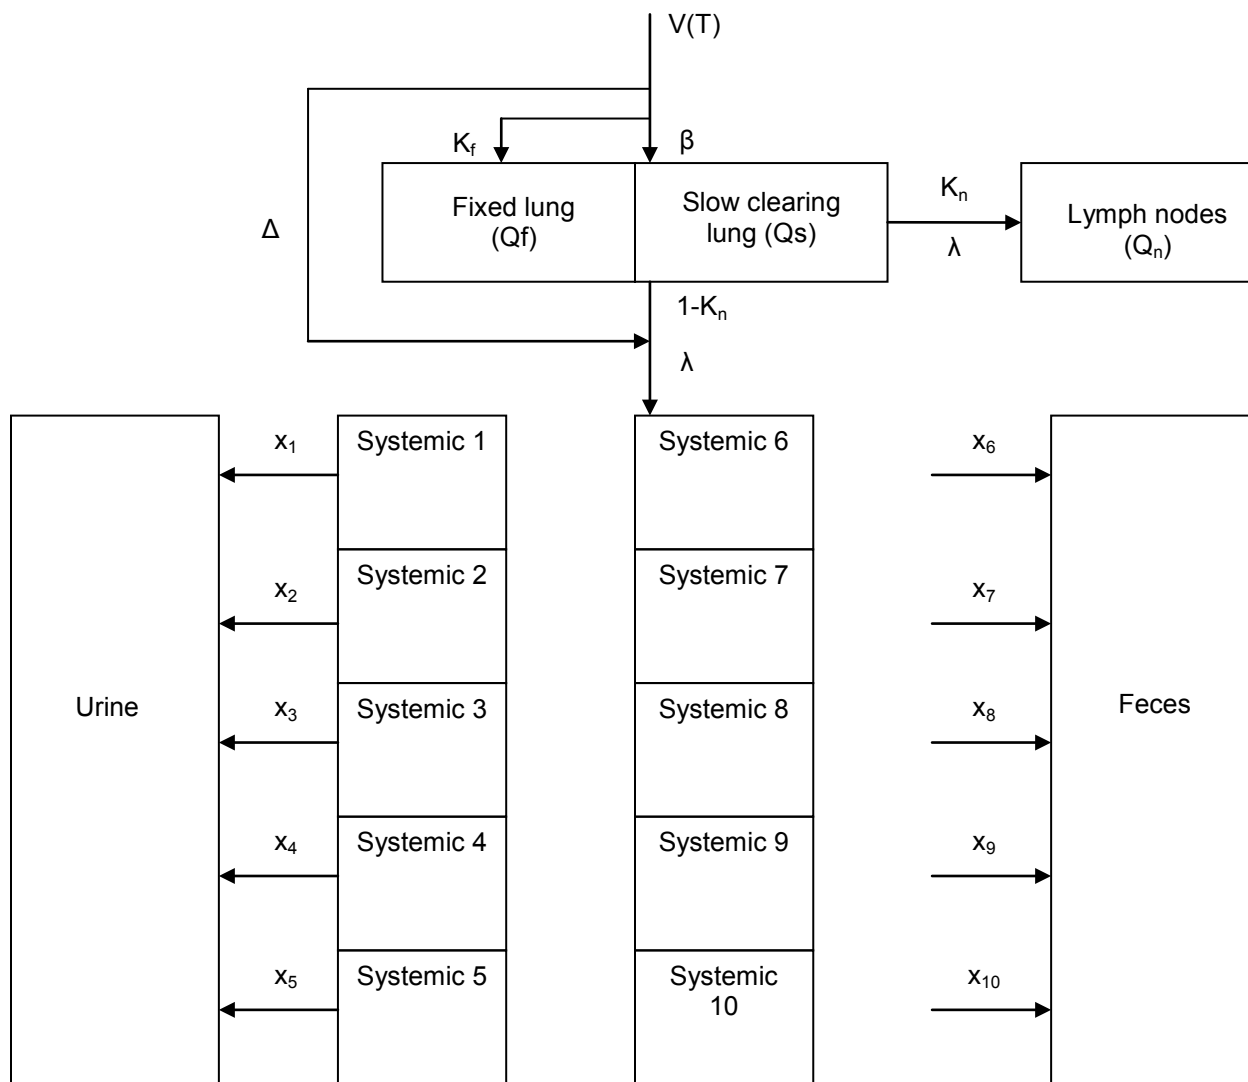 V(T)
K_f
β
Fixed lung
(Qf)
Slow clearing
lung (Qs)
K_n
λ
Lymph nodes
(Q_n)
Δ
1-K_n
λ
x_1
Systemic 1
Systemic 6
x_6
x_2
Systemic 2
Systemic 7
x_7
Urine
x_3
Systemic 3
Systemic 8
x_8
Feces
x_4
Systemic 4
Systemic 9
x_9
x_5
Systemic 5
Systemic
10
x_10